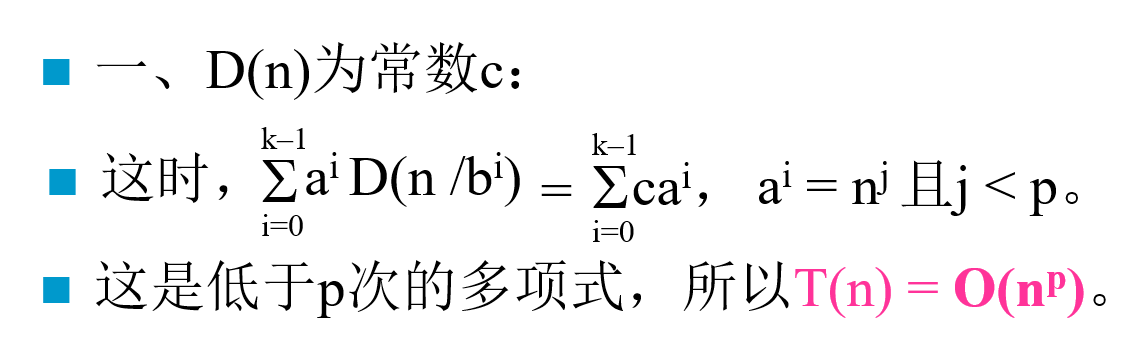 ■ 一、D(n)为常数c：
■ 这时，∑_{i=0}^{k–1} a^i D(n /b^i) = ∑_{i=0}^{k–1} ca^i， a^i = n^j 且j < p。
■ 这是低于p次的多项式，所以T(n) = O(n^p)。